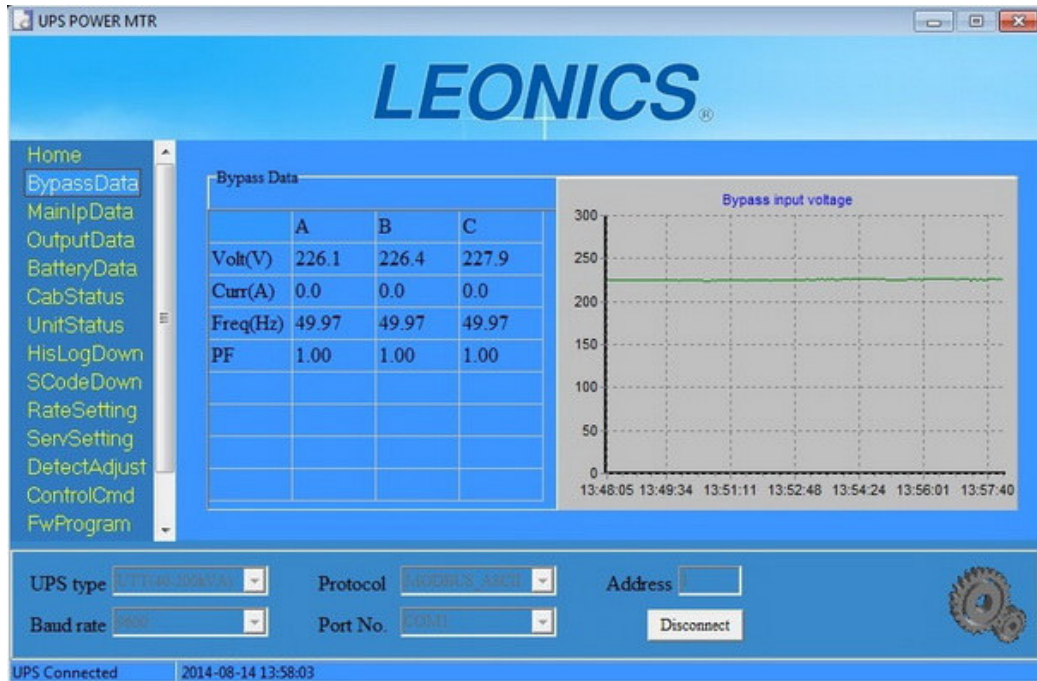 UPS POWER MTR
LEONICS®
Home
BypassData
MainIpData
OutputData
BatteryData
CabStatus
UnitStatus
HisLogDown
SCodeDown
RateSetting
ServSetting
DetectAdjust
ControlCmd
FwProgram
Bypass Data
A B C
Volt(V) 226.1 226.4 227.9
Curr(A) 0.0 0.0 0.0
Freq(Hz) 49.97 49.97 49.97
PF 1.00 1.00 1.00
Bypass input voltage
300
250
200
150
100
50
0
13:48:05 13:49:34 13:51:11 13:52:48 13:54:24 13:56:01 13:57:40
UPS type Protocol MODBUS_ASCII Address
Baud rate 9600 Port No. COM1 Disconnect
UPS Connected 2014-08-14 13:58:03